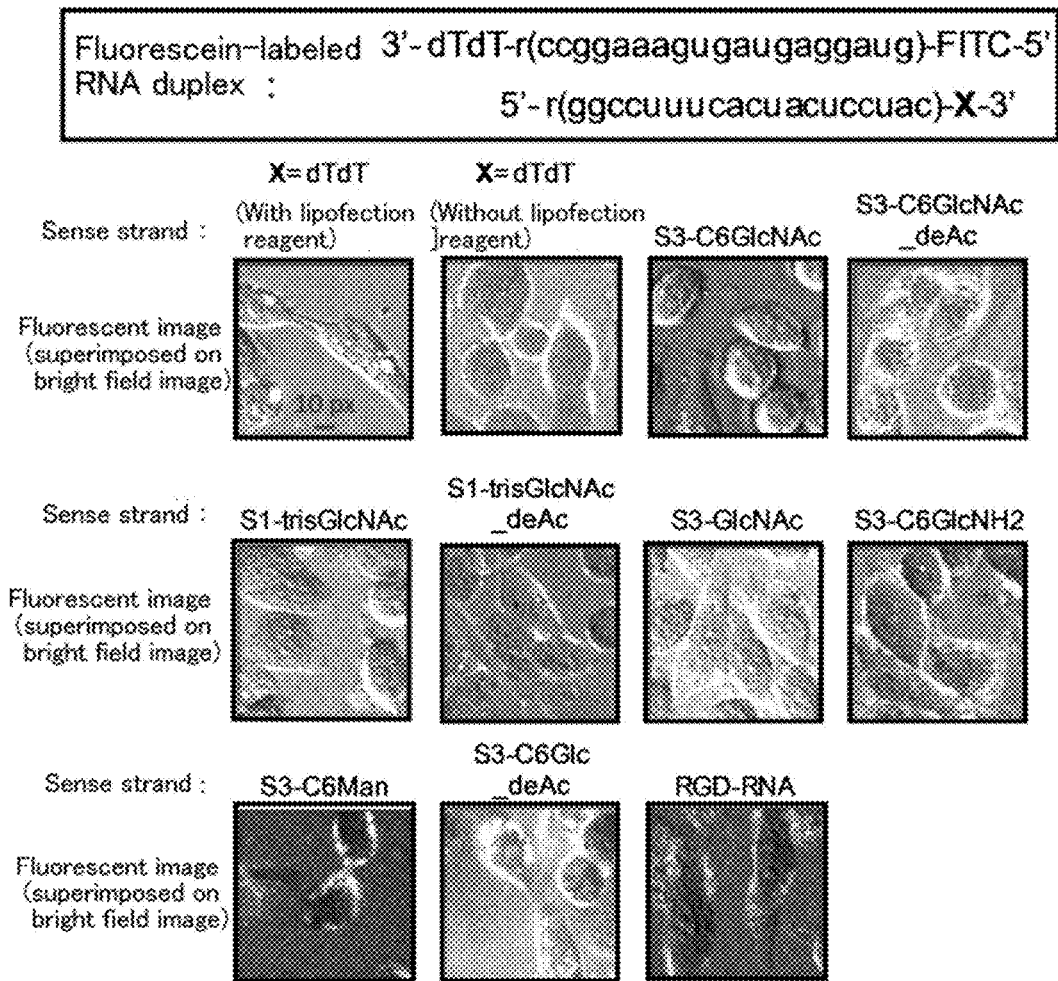 Fluorescein-labeled 3'- dTdT-r(ccggaaagugaugaggaug)-FITC-5'
RNA duplex :
5'- r(ggccuuucacuacuccuac)-X-3'
X= dTdT X= dTdT
(With lipofection reagent) (Without lipofection ]reagent)
Sense strand : S3-C6GlcNAc S3-C6GlcNAc _deAc
Fluorescent image
(superimposed on
bright field image)
10 px
Sense strand : S1-trisGlcNAc S1-trisGlcNAc _deAc S3-GlcNAc S3-C6GlcNH2
Fluorescent image
(superimposed on
bright field image)
Sense strand : S3-C6Man S3-C6Glc _deAc RGD-RNA
Fluorescent image
(superimposed on
bright field image)